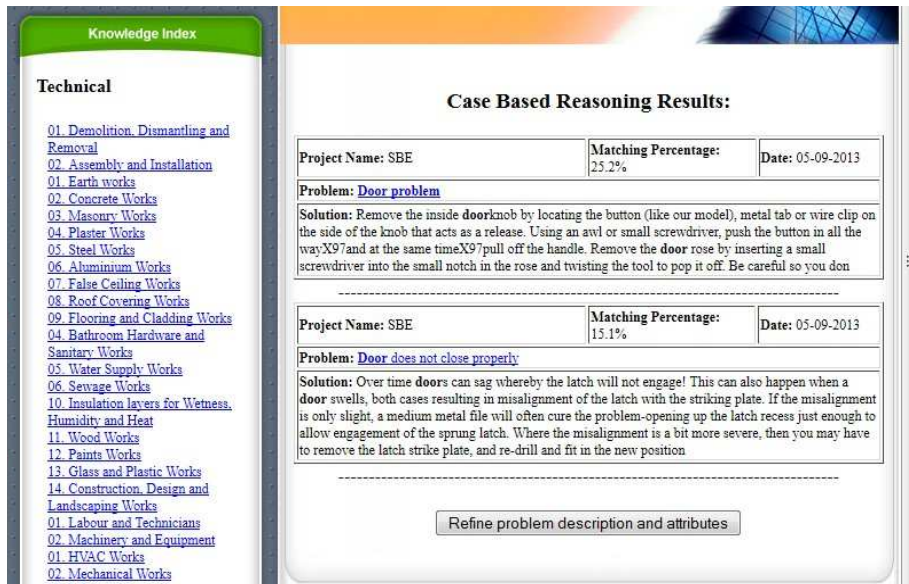 Knowledge Index
Technical
01. Demolition, Dismantling and
Removal
02. Assembly and Installation
01. Earth works
02. Concrete Works
03. Masonry Works
04. Plaster Works
05. Steel Works
06. Aluminium Works
07. False Ceiling Works
08. Roof Covering Works
09. Flooring and Cladding Works
04. Bathroom Hardware and
Sanitary Works
05. Water Supply Works
06. Sewage Works
10. Insulation layers for Wetness,
Humidity and Heat
11. Wood Works
12. Paints Works
13. Glass and Plastic Works
14. Construction, Design and
Landscaping Works
01. Labour and Technicians
02. Machinery and Equipment
01. HVAC Works
02. Mechanical Works
Case Based Reasoning Results:
Project Name: SBE
Matching Percentage:
25.2%
Date: 05-09-2013
Problem: Door problem
Solution: Remove the inside doorknob by locating the button (like our model), metal tab or wire clip on
the side of the knob that acts as a release. Using an awl or small screwdriver, push the button in all the
wayX97and at the same timeX97pull off the handle. Remove the door rose by inserting a small
screwdriver into the small notch in the rose and twisting the tool to pop it off. Be careful so you don
Project Name: SBE
Matching Percentage:
15.1%
Date: 05-09-2013
Problem: Door does not close properly
Solution: Over time doors can sag whereby the latch will not engage! This can also happen when a
door swells, both cases resulting in misalignment of the latch with the striking plate. If the misalignment
is only slight, a medium metal file will often cure the problem-opening up the latch recess just enough to
allow engagement of the sprung latch. Where the misalignment is a bit more severe, then you may have
to remove the latch strike plate, and re-drill and fit in the new position
Refine problem description and attributes